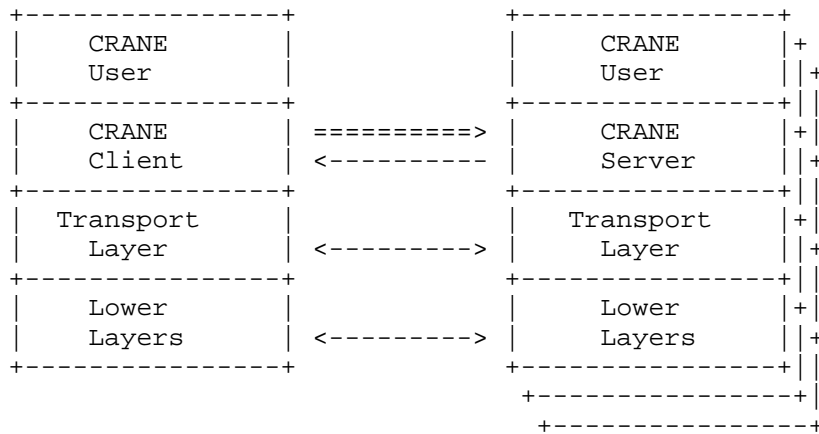 +----------------+              +----------------+
|    CRANE       |              |     CRANE      |+
|    User        |              |     User       ||+
+----------------+              +----------------+||
|    CRANE       | ==========>  |     CRANE      |+|
|    Client      | <----------  |     Server     ||+
+----------------+              +----------------+||
|  Transport     |              |   Transport    |+|
|    Layer       | <--------->  |     Layer      ||+
+----------------+              +----------------+||
|    Lower       |              |     Lower      |+|
|    Layers      | <--------->  |     Layers     ||+
+----------------+              +----------------+||
                                 +----------------+|
                                  +----------------+